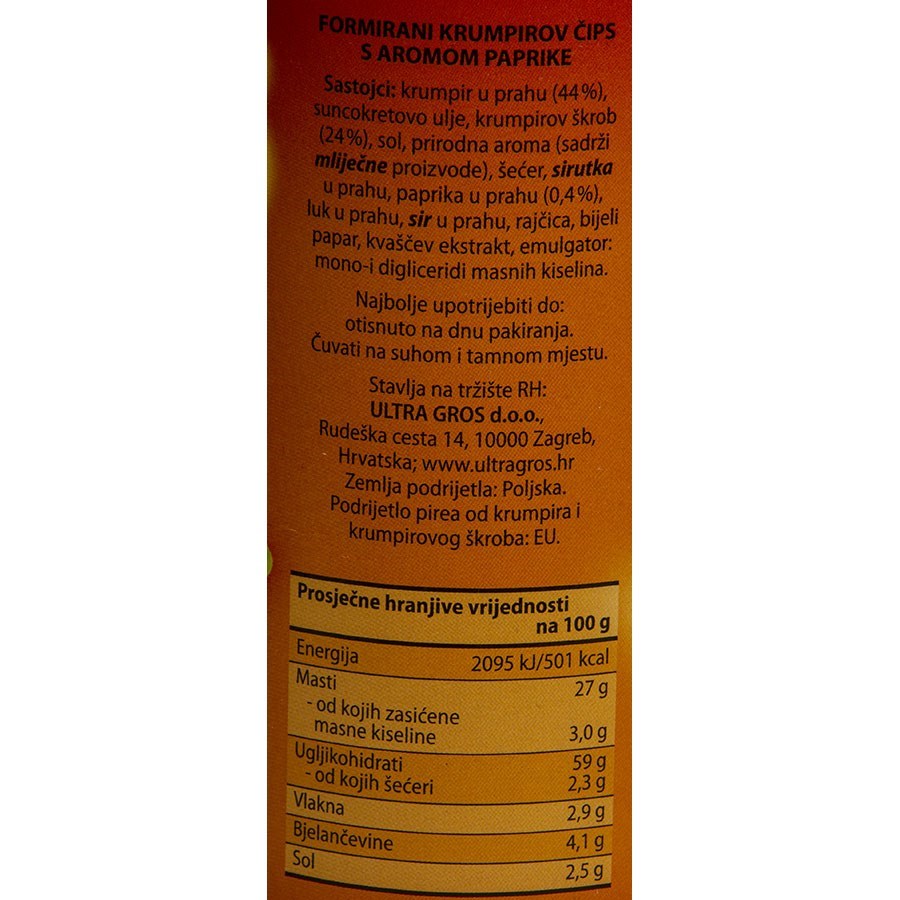 FORMIRANI KRUMPIROV ČIPS
S AROMOM PAPRIKE
Sastojci: krumpir u prahu (44%),
suncokretovo ulje, krumpirov škrob
(24%), sol, prirodna aroma (sadrži
mliječne proizvode), šećer, sirutka
u prahu, paprika u prahu (0,4%),
luk u prahu, sir u prahu, rajčica, bijeli
papar, kvaščev ekstrakt, emulgator:
mono-i digliceridi masnih kiselina.
Najbolje upotrijebiti do:
otisnuto na dnu pakiranja.
Čuvati na suhom i tamnom mjestu.
Stavlja na tržište RH:
ULTRA GROS d.o.o.,
Rudeška cesta 14, 10000 Zagreb,
Hrvatska; www.ultragros.hr
Zemlja podrijetla: Poljska.
Podrijetlo pirea od krumpira i
krumpirovog škroba: EU.
Prosječne hranjive vrijednosti
na 100 g
Energija 2095 kJ/501 kcal
Masti 27 g
- od kojih zasićene
masne kiseline 3,0 g
Ugljikohidrati 59 g
- od kojih šećeri 2,3 g
Vlakna 2,9 g
Bjelančevine 4,1 g
Sol 2,5 g